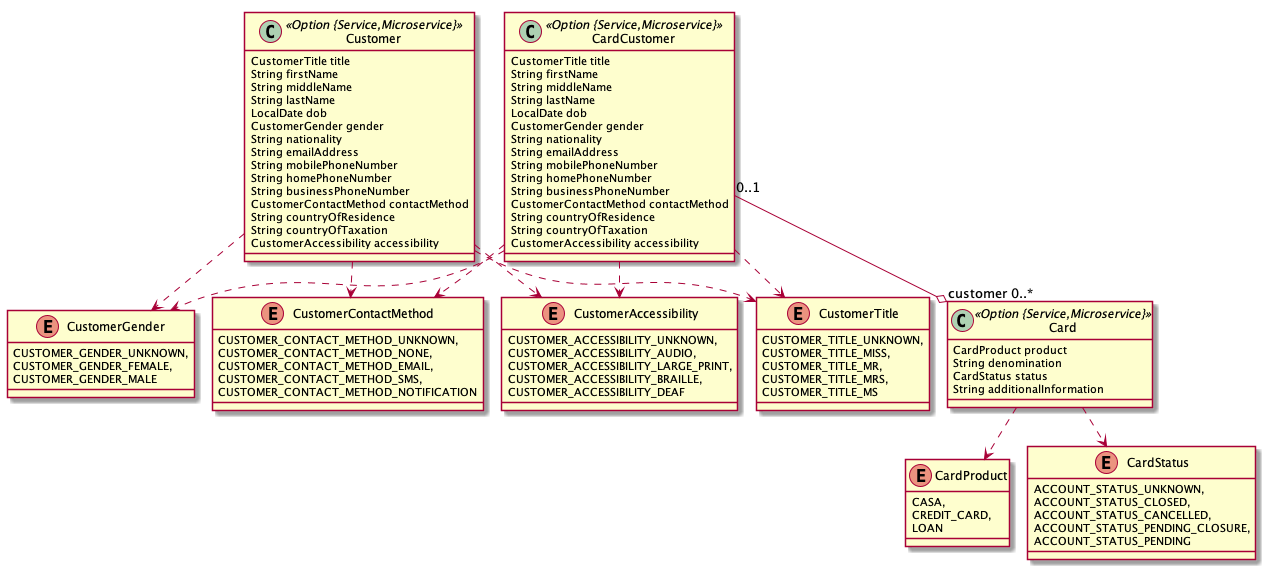 C
«Option {Service,Microservice}»
Customer
CustomerTitle title
String firstName
String middleName
String lastName
LocalDate dob
CustomerGender gender
String nationality
String emailAddress
String mobilePhoneNumber
String homePhoneNumber
String businessPhoneNumber
CustomerContactMethod contactMethod
String countryOfResidence
String countryOfTaxation
CustomerAccessibility accessibility
C
«Option {Service,Microservice}»
CardCustomer
CustomerTitle title
String firstName
String middleName
String lastName
LocalDate dob
CustomerGender gender
String nationality
String emailAddress
String mobilePhoneNumber
String homePhoneNumber
String businessPhoneNumber
CustomerContactMethod contactMethod
String countryOfResidence
String countryOfTaxation
CustomerAccessibility accessibility
0..1
customer 0..*
E CustomerGender
CUSTOMER_GENDER_UNKNOWN,
CUSTOMER_GENDER_FEMALE,
CUSTOMER_GENDER_MALE
E CustomerContactMethod
CUSTOMER_CONTACT_METHOD_UNKNOWN,
CUSTOMER_CONTACT_METHOD_NONE,
CUSTOMER_CONTACT_METHOD_EMAIL,
CUSTOMER_CONTACT_METHOD_SMS,
CUSTOMER_CONTACT_METHOD_NOTIFICATION
E CustomerAccessibility
CUSTOMER_ACCESSIBILITY_UNKNOWN,
CUSTOMER_ACCESSIBILITY_AUDIO,
CUSTOMER_ACCESSIBILITY_LARGE_PRINT,
CUSTOMER_ACCESSIBILITY_BRAILLE,
CUSTOMER_ACCESSIBILITY_DEAF
E CustomerTitle
CUSTOMER_TITLE_UNKNOWN,
CUSTOMER_TITLE_MISS,
CUSTOMER_TITLE_MR,
CUSTOMER_TITLE_MRS,
CUSTOMER_TITLE_MS
C
«Option {Service,Microservice}»
Card
CardProduct product
String denomination
CardStatus status
String additionalInformation
E CardProduct
CASA,
CREDIT_CARD,
LOAN
E CardStatus
ACCOUNT_STATUS_UNKNOWN,
ACCOUNT_STATUS_CLOSED,
ACCOUNT_STATUS_CANCELLED,
ACCOUNT_STATUS_PENDING_CLOSURE,
ACCOUNT_STATUS_PENDING